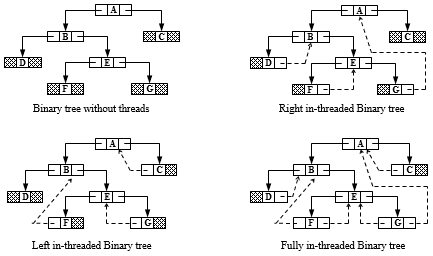 A
B
C
D
E
F
G
Binary tree without threads
A
B
C
D
E
F
G
Right in-threaded Binary tree
A
B
C
D
E
F
G
Left in-threaded Binary tree
A
B
C
D
E
F
G
Fully in-threaded Binary tree